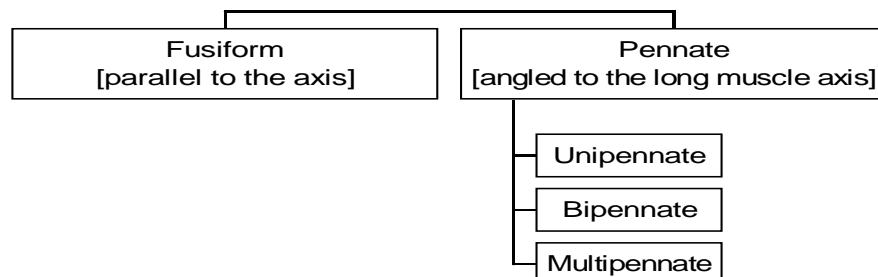 Fusiform
[parallel to the axis]
Pennate
[angled to the long muscle axis]
Unipennate
Bipennate
Multipennate